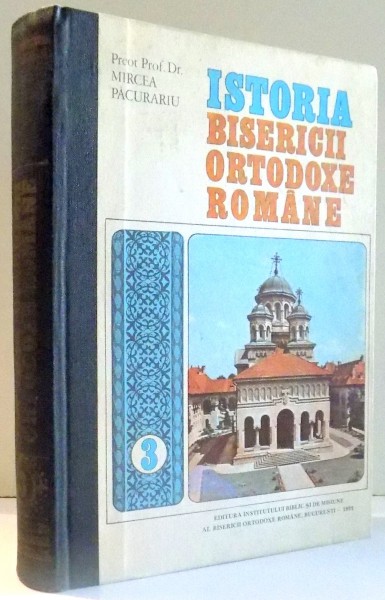 Preot Prof. Dr.
MIRCEA
PĂCURARIU
ISTORIA
BISERICII
ORTODOXE
ROMÂNE
3
EDITURA INSTITUTULUI BIBLIC ȘI DE MISIUNE
AL BISERICII ORTODOXE ROMÂNE, BUCUREȘTI –